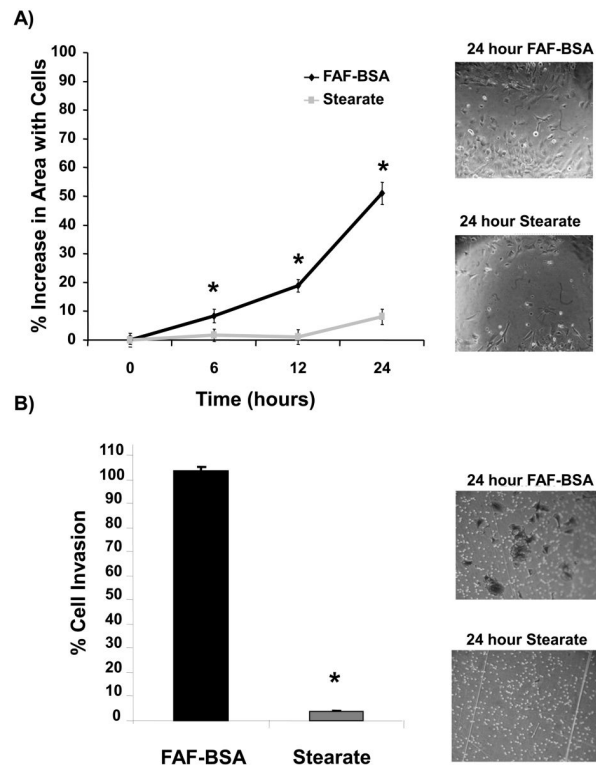 A)
% Increase in Area with Cells
100
90
80
70
60
50
40
30
20
10
0
FAF-BSA
Stearate
*
*
*
0 6 12 24
Time (hours)
24 hour FAF-BSA
24 hour Stearate
B)
% Cell Invasion
110
100
90
80
70
60
50
40
30
20
10
0
*
FAF-BSA Stearate
24 hour FAF-BSA
24 hour Stearate